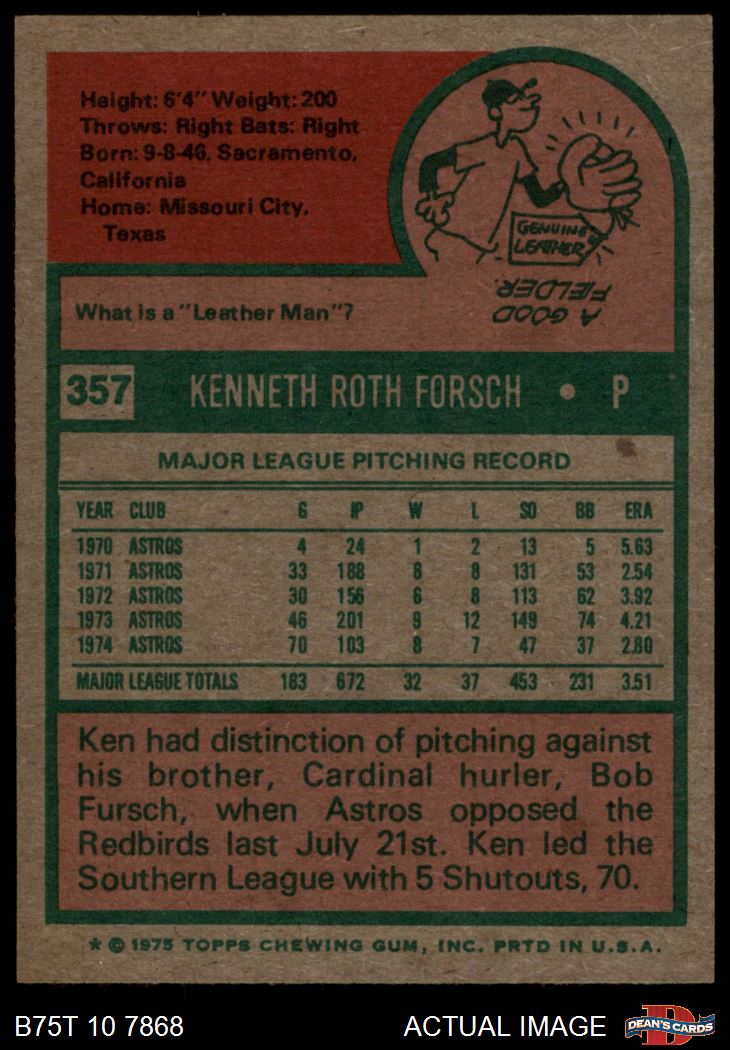 Height: 6'4" Weight: 200
Throws: Right Bats: Right
Born: 9-8-46, Sacramento,
California
Home: Missouri City,
Texas
GENUINE
LEATHER
What is a "Leather Man"?
A GOOD
FIELDER.
357 KENNETH ROTH FORSCH • P
MAJOR LEAGUE PITCHING RECORD
YEAR CLUB G IP W L SO BB ERA
1970 ASTROS 4 24 1 2 13 5 5.63
1971 ASTROS 33 188 8 8 131 53 2.54
1972 ASTROS 30 156 6 8 113 62 3.92
1973 ASTROS 46 201 9 12 149 74 4.21
1974 ASTROS 70 103 8 7 47 37 2.80
MAJOR LEAGUE TOTALS 183 672 32 37 453 231 3.51
Ken had distinction of pitching against
his brother, Cardinal hurler, Bob
Fursch, when Astros opposed the
Redbirds last July 21st. Ken led the
Southern League with 5 Shutouts, 70.
* © 1975 TOPPS CHEWING GUM, INC. PRTD IN U.S.A.
B75T 10 7868 ACTUAL IMAGE D DEAN'S CARDS